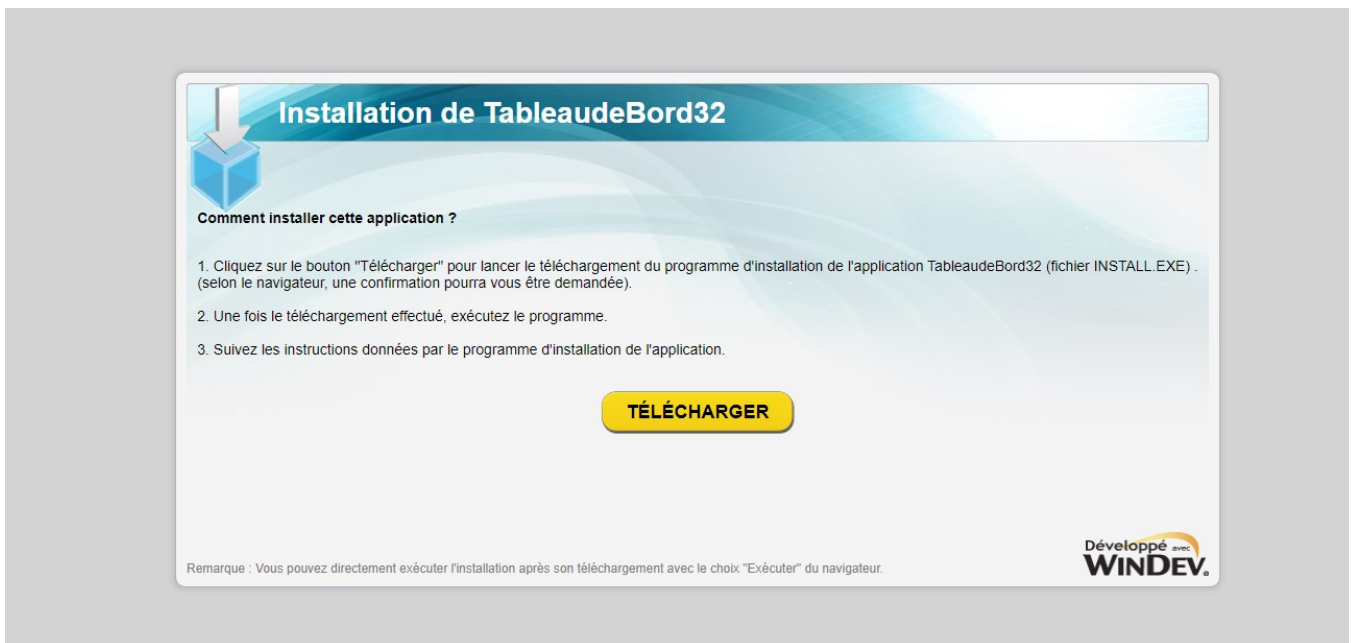 Installation de TableaudeBord32
Comment installer cette application ?
1. Cliquez sur le bouton "Télécharger" pour lancer le téléchargement du programme d'installation de l'application TableaudeBord32 (fichier INSTALL.EXE) .
(selon le navigateur, une confirmation pourra vous être demandée).
2. Une fois le téléchargement effectué, exécutez le programme.
3. Suivez les instructions données par le programme d'installation de l'application.
TÉLÉCHARGER
Développé avec
WINDEV®
Remarque : Vous pouvez directement exécuter l'installation après son téléchargement avec le choix "Exécuter" du navigateur.